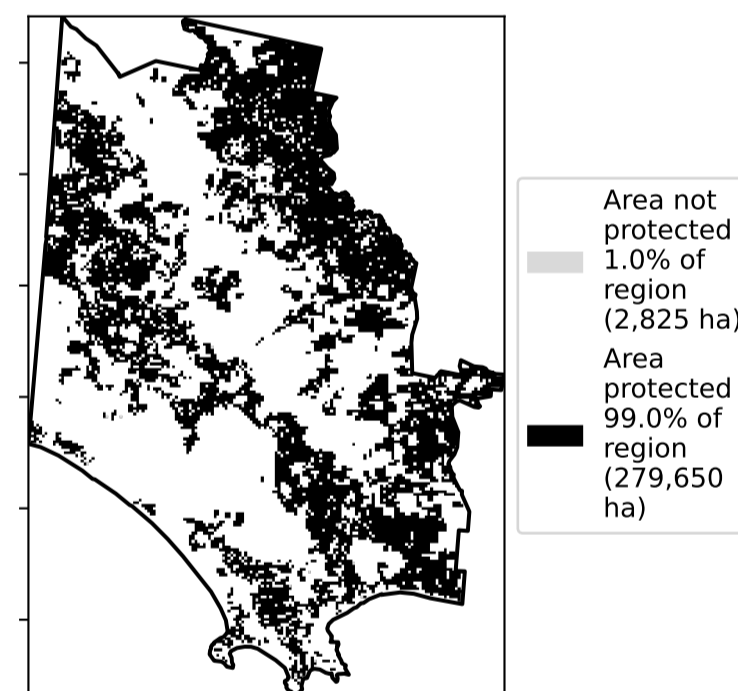 Area not
protected
1.0% of
region
(2,825 ha)
Area
protected
99.0% of
region
(279,650
ha)